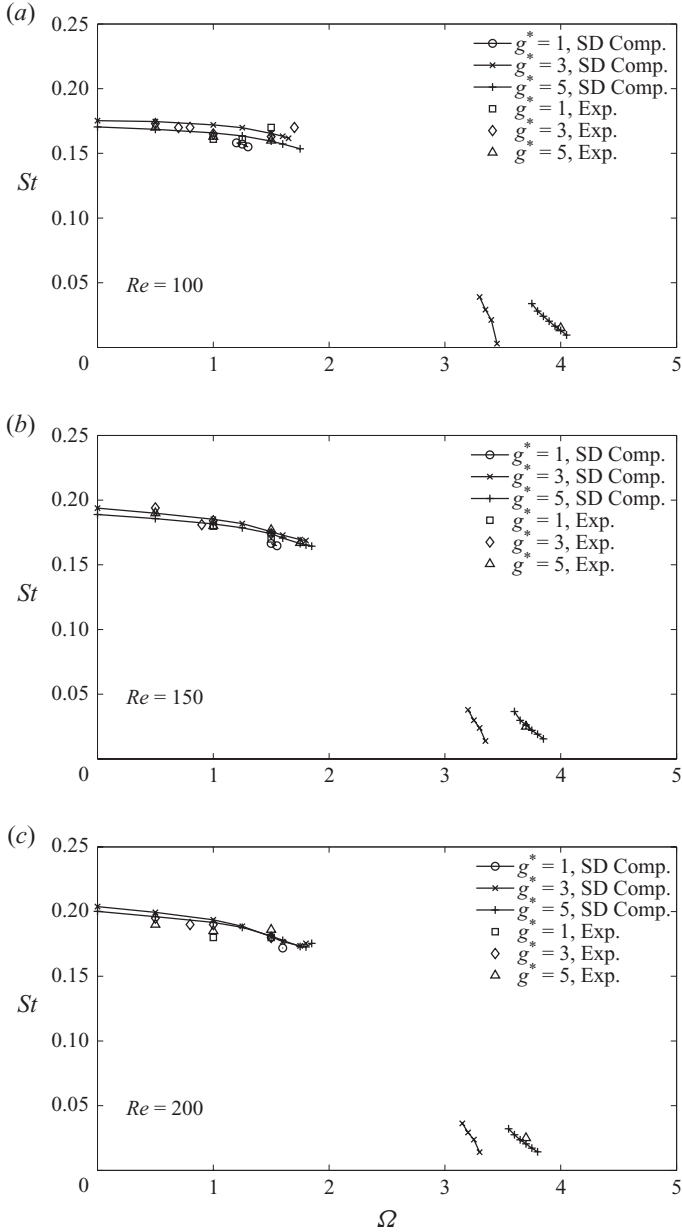 (a)
0.25
0.20
0.15
St
0.10
0.05
0
1
2
3
4
5
g* = 1, SD Comp.
g* = 3, SD Comp.
g* = 5, SD Comp.
g* = 1, Exp.
g* = 3, Exp.
g* = 5, Exp.
Re = 100
(b)
0.25
0.20
0.15
St
0.10
0.05
0
1
2
3
4
5
g* = 1, SD Comp.
g* = 3, SD Comp.
g* = 5, SD Comp.
g* = 1, Exp.
g* = 3, Exp.
g* = 5, Exp.
Re = 150
(c)
0.25
0.20
0.15
St
0.10
0.05
0
1
2
3
4
5
g* = 1, SD Comp.
g* = 3, SD Comp.
g* = 5, SD Comp.
g* = 1, Exp.
g* = 3, Exp.
g* = 5, Exp.
Re = 200
Ω